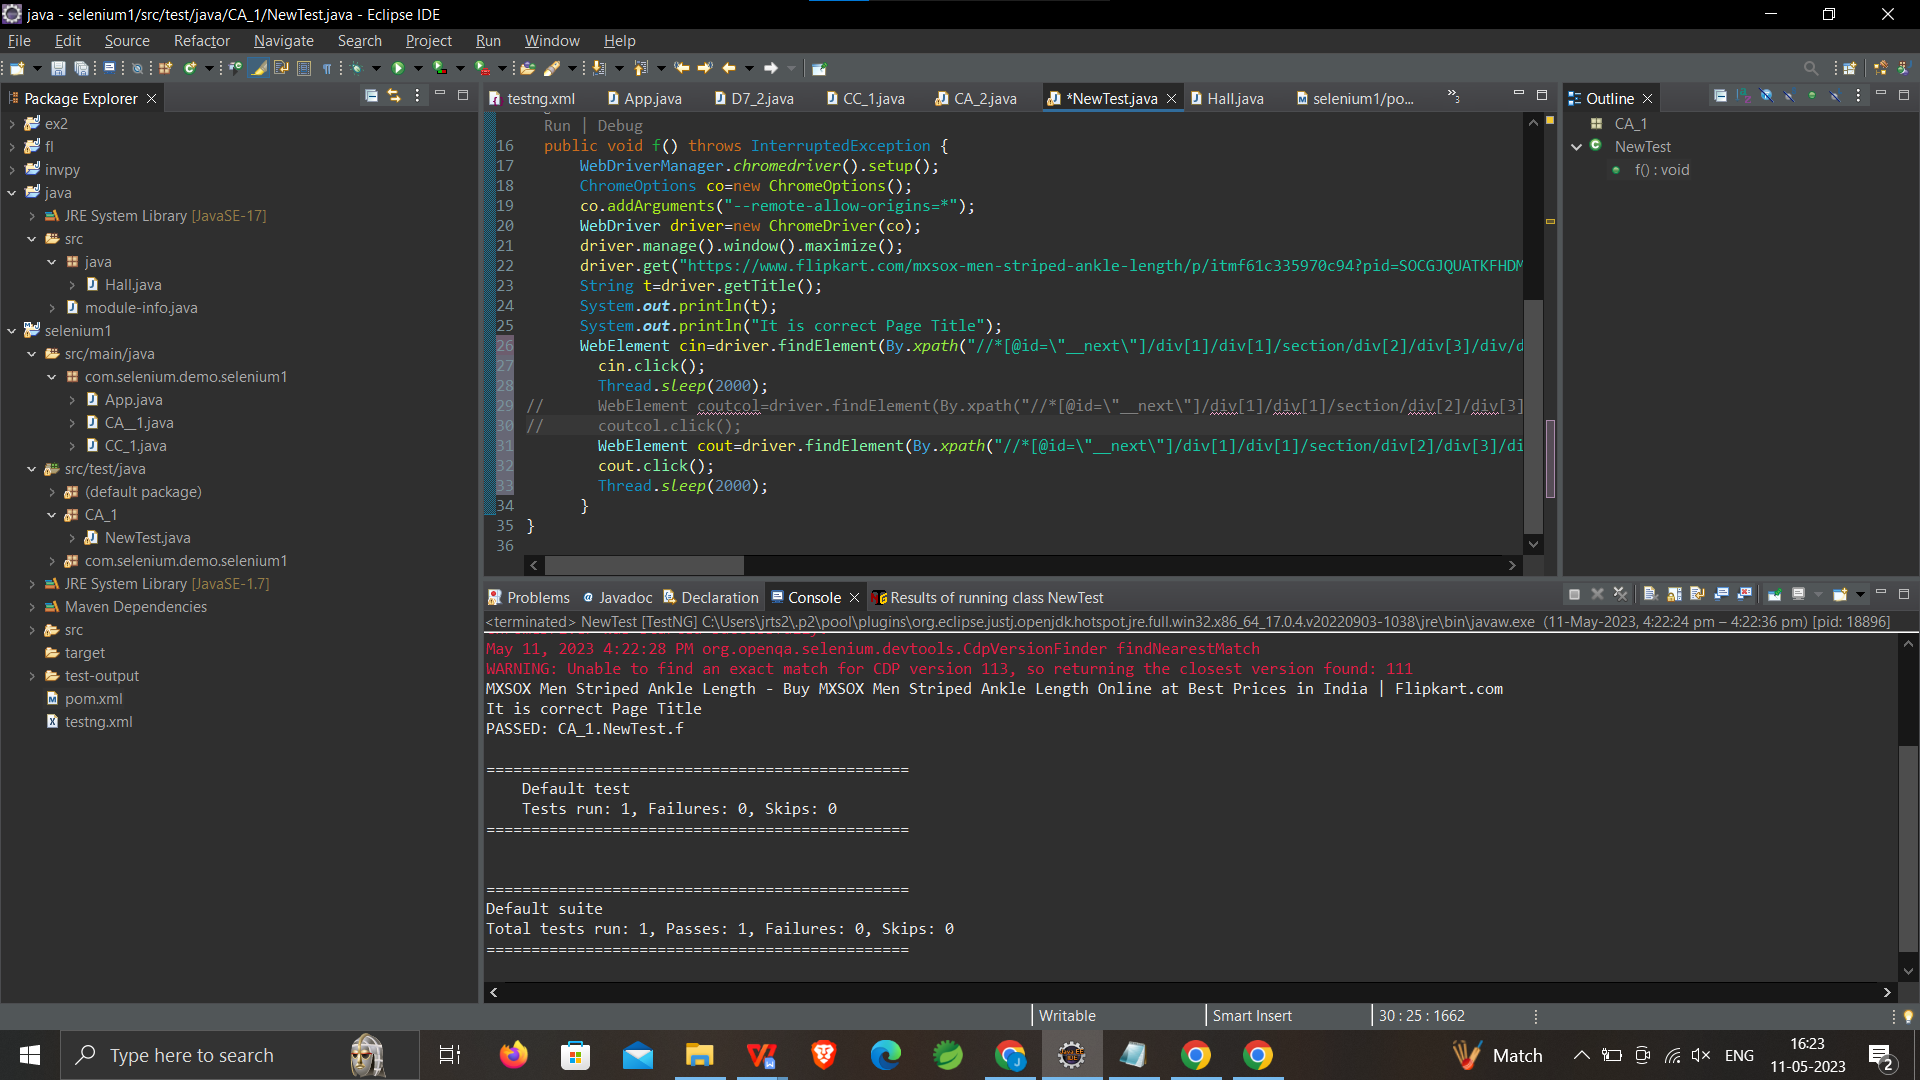 java - selenium1/src/test/java/CA_1/NewTest.java - Eclipse IDE
File Edit Source Refactor Navigate Search Project Run Window Help
Package Explorer
ex2
fl
invpy
java
JRE System Library [JavaSE-17]
src
java
Hall.java
module-info.java
selenium1
src/main/java
com.selenium.demo.selenium1
App.java
CA__1.java
CC_1.java
src/test/java
(default package)
CA_1
NewTest.java
com.selenium.demo.selenium1
JRE System Library [JavaSE-1.7]
Maven Dependencies
src
target
test-output
pom.xml
testng.xml
testng.xml App.java D7_2.java CC_1.java CA_2.java *NewTest.java Hall.java selenium1/po... »3
Run | Debug
16 public void f() throws InterruptedException {
17 WebDriverManager.chromedriver().setup();
18 ChromeOptions co=new ChromeOptions();
19 co.addArguments("--remote-allow-origins=*");
20 WebDriver driver=new ChromeDriver(co);
21 driver.manage().window().maximize();
22 driver.get("https://www.flipkart.com/mxsox-men-striped-ankle-length/p/itmf61c335970c94?pid=SOCGJQUATKFHDM
23 String t=driver.getTitle();
24 System.out.println(t);
25 System.out.println("It is correct Page Title");
26 WebElement cin=driver.findElement(By.xpath("//*[@id=\"__next\"]/div[1]/div[1]/section/div[2]/div[3]/div/d
27 cin.click();
28 Thread.sleep(2000);
29 // WebElement coutcol=driver.findElement(By.xpath("//*[@id=\"__next\"]/div[1]/div[1]/section/div[2]/div[3]
30 // coutcol.click();
31 WebElement cout=driver.findElement(By.xpath("//*[@id=\"__next\"]/div[1]/div[1]/section/div[2]/div[3]/di
32 cout.click();
33 Thread.sleep(2000);
34 }
35 }
36
Outline
CA_1
NewTest
f() : void
Problems Javadoc Declaration Console Results of running class NewTest
<terminated> NewTest [TestNG] C:\Users\jrts2\.p2\pool\plugins\org.eclipse.justj.openjdk.hotspot.jre.full.win32.x86_64_17.0.4.v20220903-1038\jre\bin\javaw.exe (11-May-2023, 4:22:24 pm – 4:22:36 pm) [pid: 18896]
May 11, 2023 4:22:28 PM org.openqa.selenium.devtools.CdpVersionFinder findNearestMatch
WARNING: Unable to find an exact match for CDP version 113, so returning the closest version found: 111
MXSOX Men Striped Ankle Length - Buy MXSOX Men Striped Ankle Length Online at Best Prices in India | Flipkart.com
It is correct Page Title
PASSED: CA_1.NewTest.f
===============================================
Default test
Tests run: 1, Failures: 0, Skips: 0
===============================================
===============================================
Default suite
Total tests run: 1, Passes: 1, Failures: 0, Skips: 0
===============================================
Writable Smart Insert 30 : 25 : 1662
Type here to search
Match
ENG
16:23
11-05-2023
2